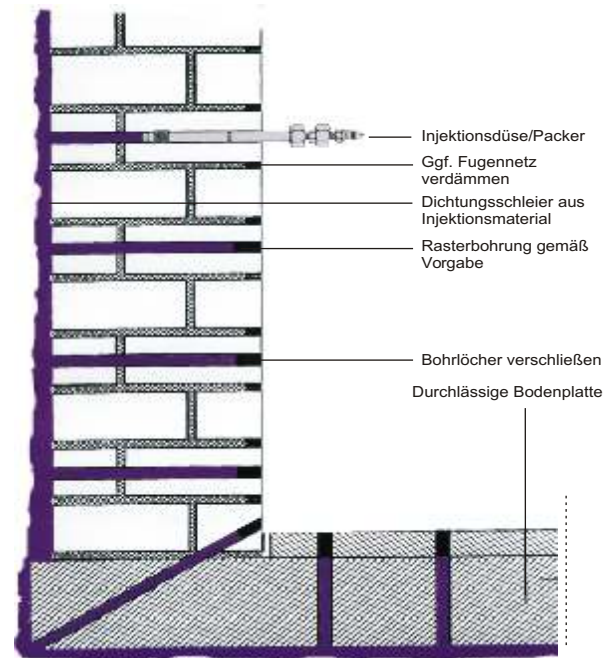 Injektionsdüse/Packer
Ggf. Fugennetz
verdämmen
Dichtungsschleier aus
Injektionsmaterial
Rasterbohrung gemäß
Vorgabe
Bohrlöcher verschließen
Durchlässige Bodenplatte